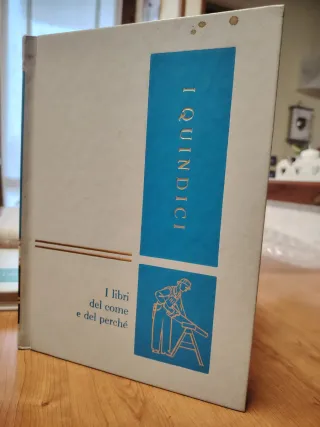 I QUINDICI
I libri
del come
e del perché